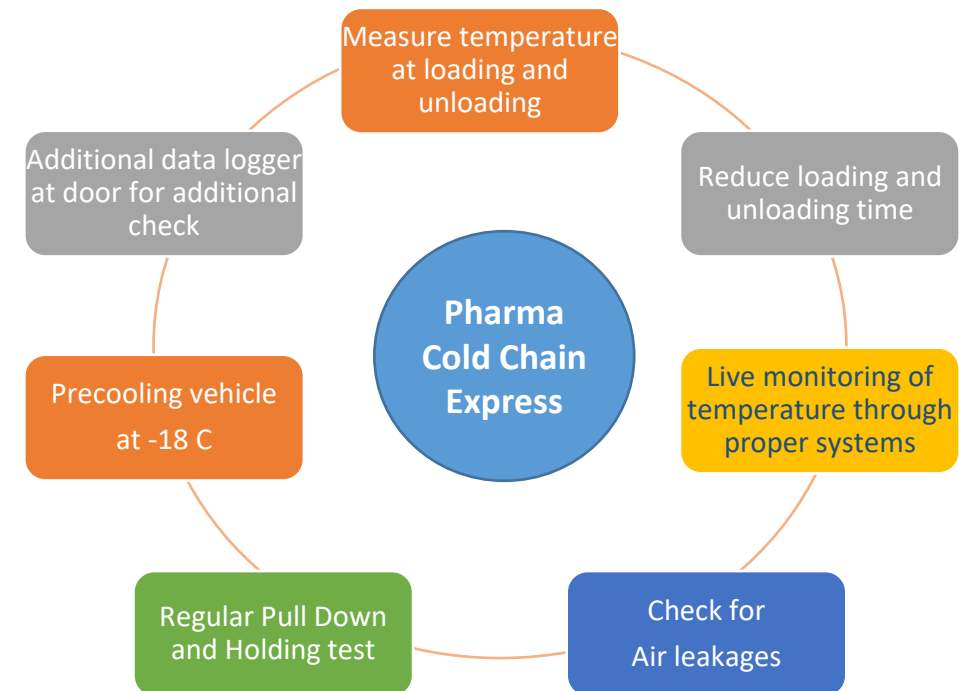 Measure temperature
at loading and
unloading
Reduce loading and
unloading time
Live monitoring of
temperature through
proper systems
Check for
Air leakages
Regular Pull Down
and Holding test
Precooling vehicle
at -18 C
Additional data logger
at door for additional
check
Pharma
Cold Chain
Express